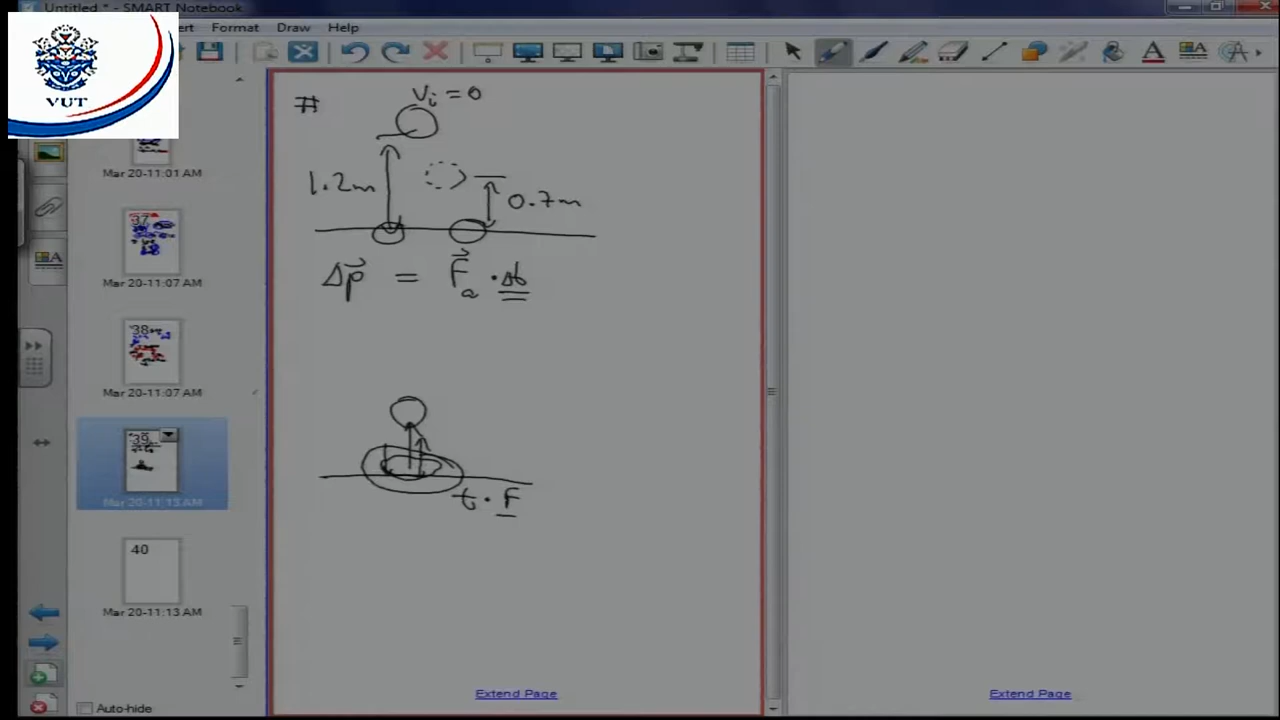 Untitled * - SMART Notebook
Format Draw Help
VUT
# Vi = 0
1.2m
0.7m
Δp⃗ = F⃗a · Δt
t · F
Mar 20-11:01 AM
37
Mar 20-11:07 AM
38
Mar 20-11:07 AM
39
Mar 20-11:13 AM
40
Mar 20-11:13 AM
Auto-hide
Extend Page
Extend Page